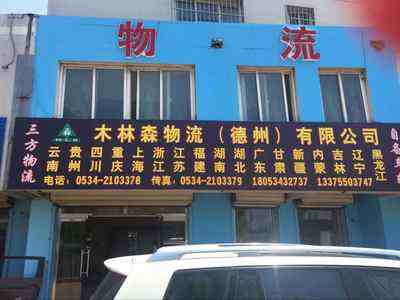 物流
木林森物流（德州）有限公司
三方物流
云贵四重上浙江福湖湖广甘新内吉辽黑龙江
南州川庆海江苏建南北东肃疆蒙林宁
电话：0534-2103378 传真：0534-2103379 18053432737 13375503747